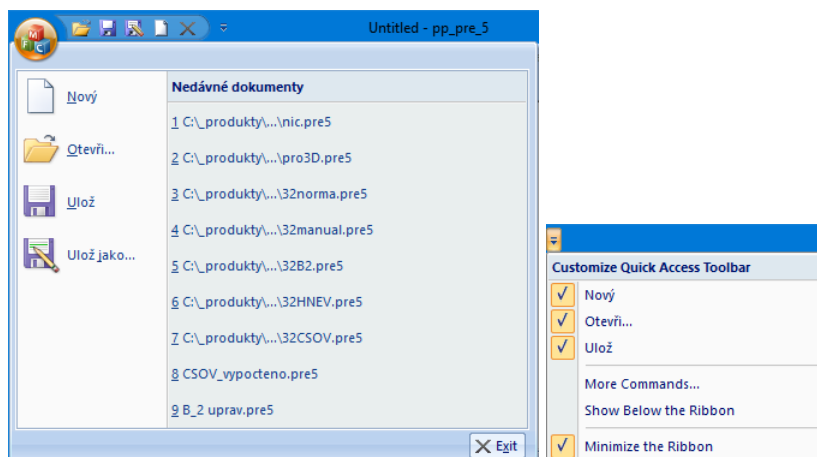 Untitled - pp_pre_5
M
F C
Nový
Otevři...
Ulož
Ulož jako...
Nedávné dokumenty
1 C:\_produkty\...\nic.pre5
2 C:\_produkty\...\pro3D.pre5
3 C:\_produkty\...\32norma.pre5
4 C:\_produkty\...\32manual.pre5
5 C:\_produkty\...\32B2.pre5
6 C:\_produkty\...\32HNEV.pre5
7 C:\_produkty\...\32CSOV.pre5
8 CSOV_vypocteno.pre5
9 B_2 uprav.pre5
Exit
Customize Quick Access Toolbar
Nový
Otevři...
Ulož
More Commands...
Show Below the Ribbon
Minimize the Ribbon